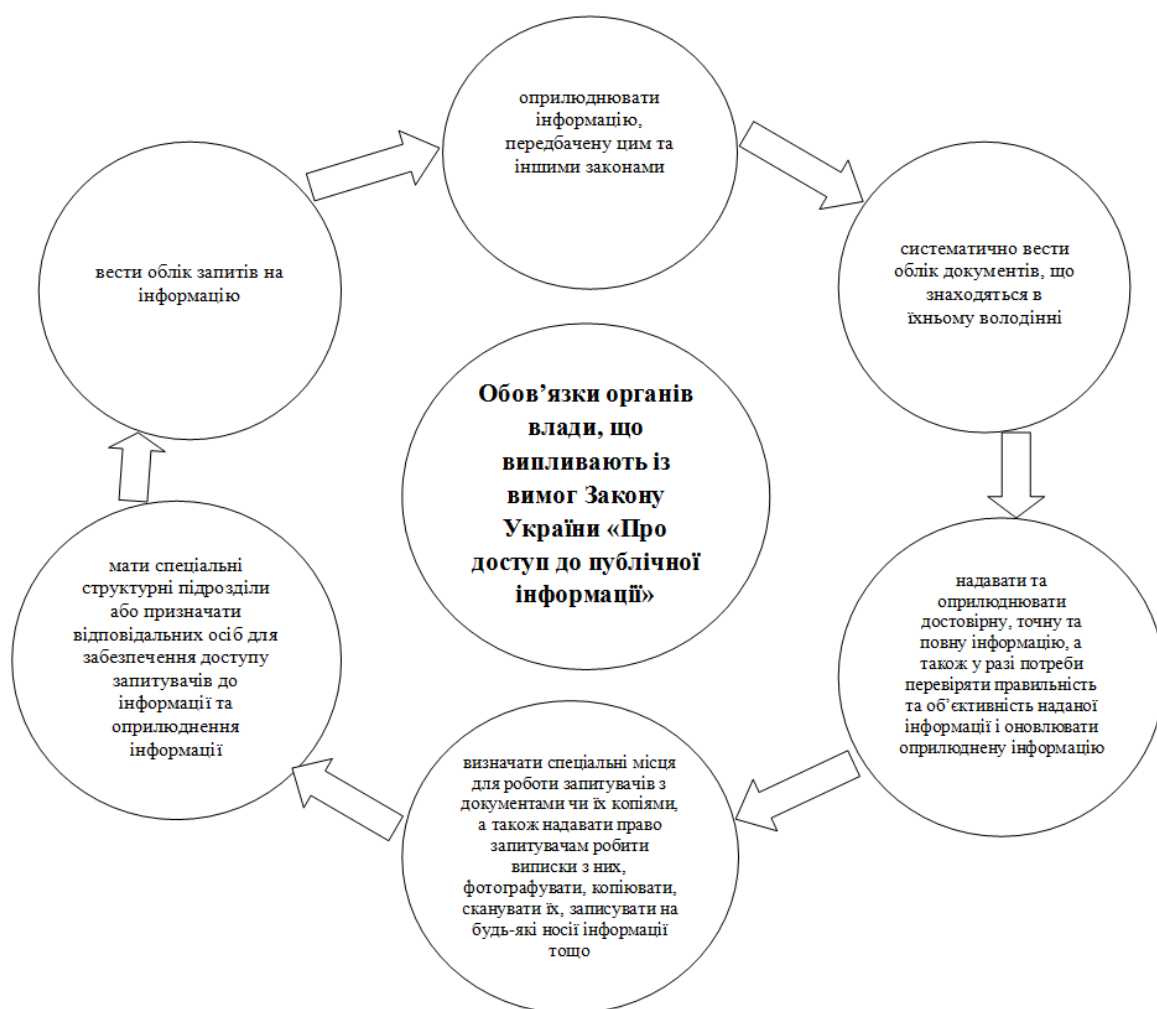 оприлюднювати
інформацію,
передбачену цим та
іншими законами
вести облік запитів на
інформацію
систематично вести
облік документів, що
знаходяться в
їхньому володінні
Обов’язки органів
влади, що
випливають із
вимог Закону
України «Про
доступ до публічної
інформації»
мати спеціальні
структурні підрозділи
або призначати
відповідальних осіб для
забезпечення доступу
запитувачів до
інформації та
оприлюднення
інформації
надавати та
оприлюднювати
достовірну, точну та
повну інформацію, а
також у разі потреби
перевіряти правильність
та об’єктивність наданої
інформації і оновлювати
оприлюднену інформацію
визначати спеціальні місця
для роботи запитувачів з
документами чи їх копіями,
а також надавати право
запитувачам робити
виписки з них,
фотографувати, копіювати,
сканувати їх, записувати на
будь-які носії інформації
тощо